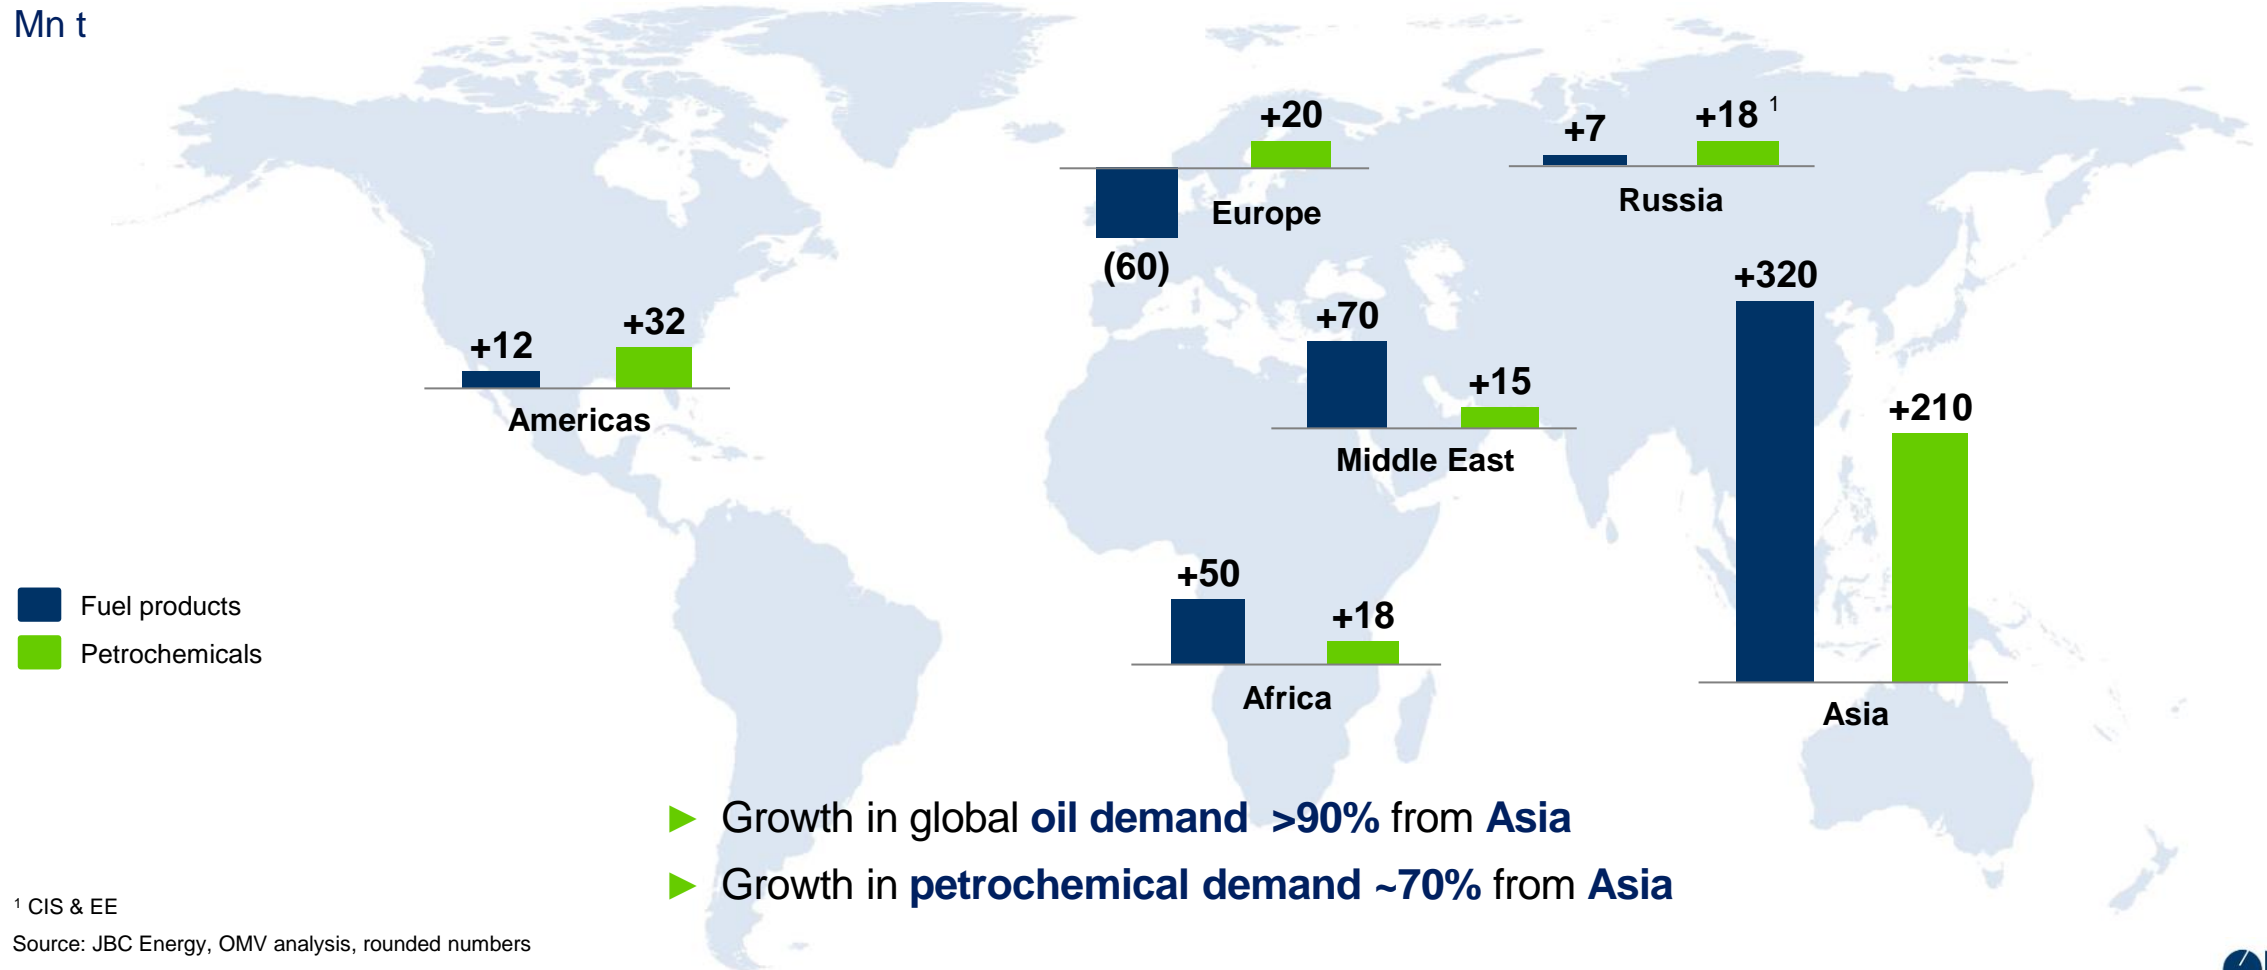 Mn t
+20
+7
+18 ¹
Europe
Russia
(60)
+320
+12
+32
+70
+15
+210
Americas
Middle East
+50
+18
Fuel products
Petrochemicals
Africa
Asia
► Growth in global oil demand >90% from Asia
► Growth in petrochemical demand ~70% from Asia
¹ CIS & EE
Source: JBC Energy, OMV analysis, rounded numbers